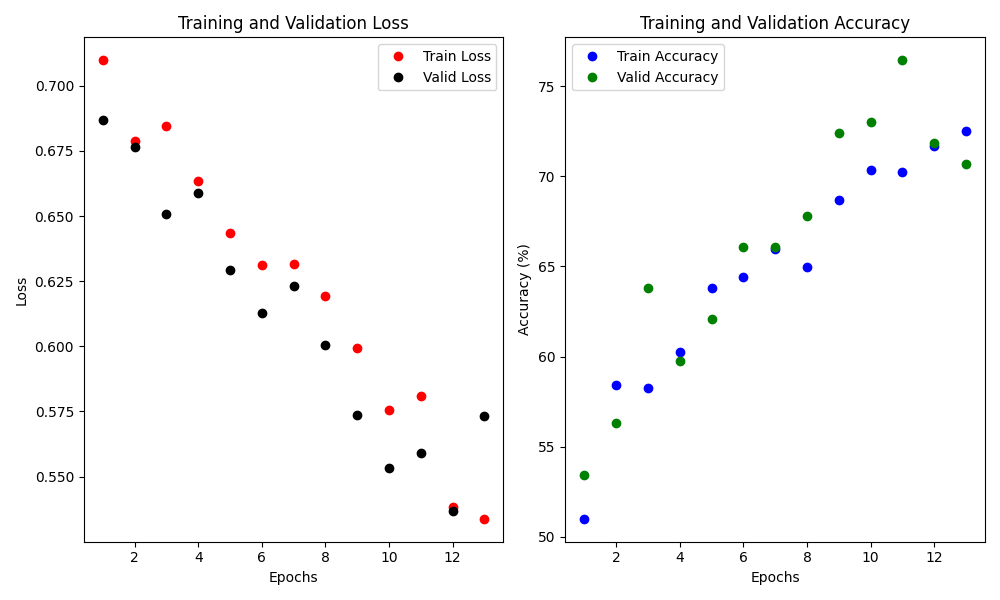 Training and Validation Loss
Train Loss
Valid Loss
0.700
0.675
0.650
0.625
0.600
0.575
0.550
Loss
2 4 6 8 10 12
Epochs
Training and Validation Accuracy
Train Accuracy
Valid Accuracy
75
70
65
60
55
50
Accuracy (%)
2 4 6 8 10 12
Epochs